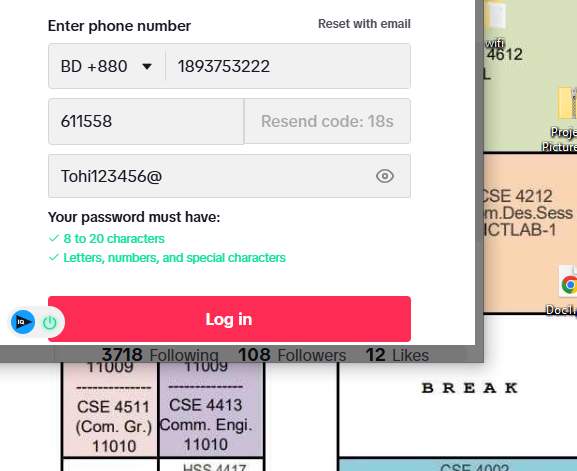 Enter phone number
Reset with email
BD +880
1893753222
611558
Resend code: 18s
Tohi123456@
Your password must have:
8 to 20 characters
Letters, numbers, and special characters
Log in
3718 Following 108 Followers 12 Likes
wifi
4612
L
Proje
Picture
CSE 4212
m.Des.Sess
ICTLAB-1
Doc1
11009
--------------
CSE 4511
(Com. Gr.)
11010
11009
--------------
CSE 4413
Comm. Engi.
11010
HSS 4417
BREAK
CSE 4002